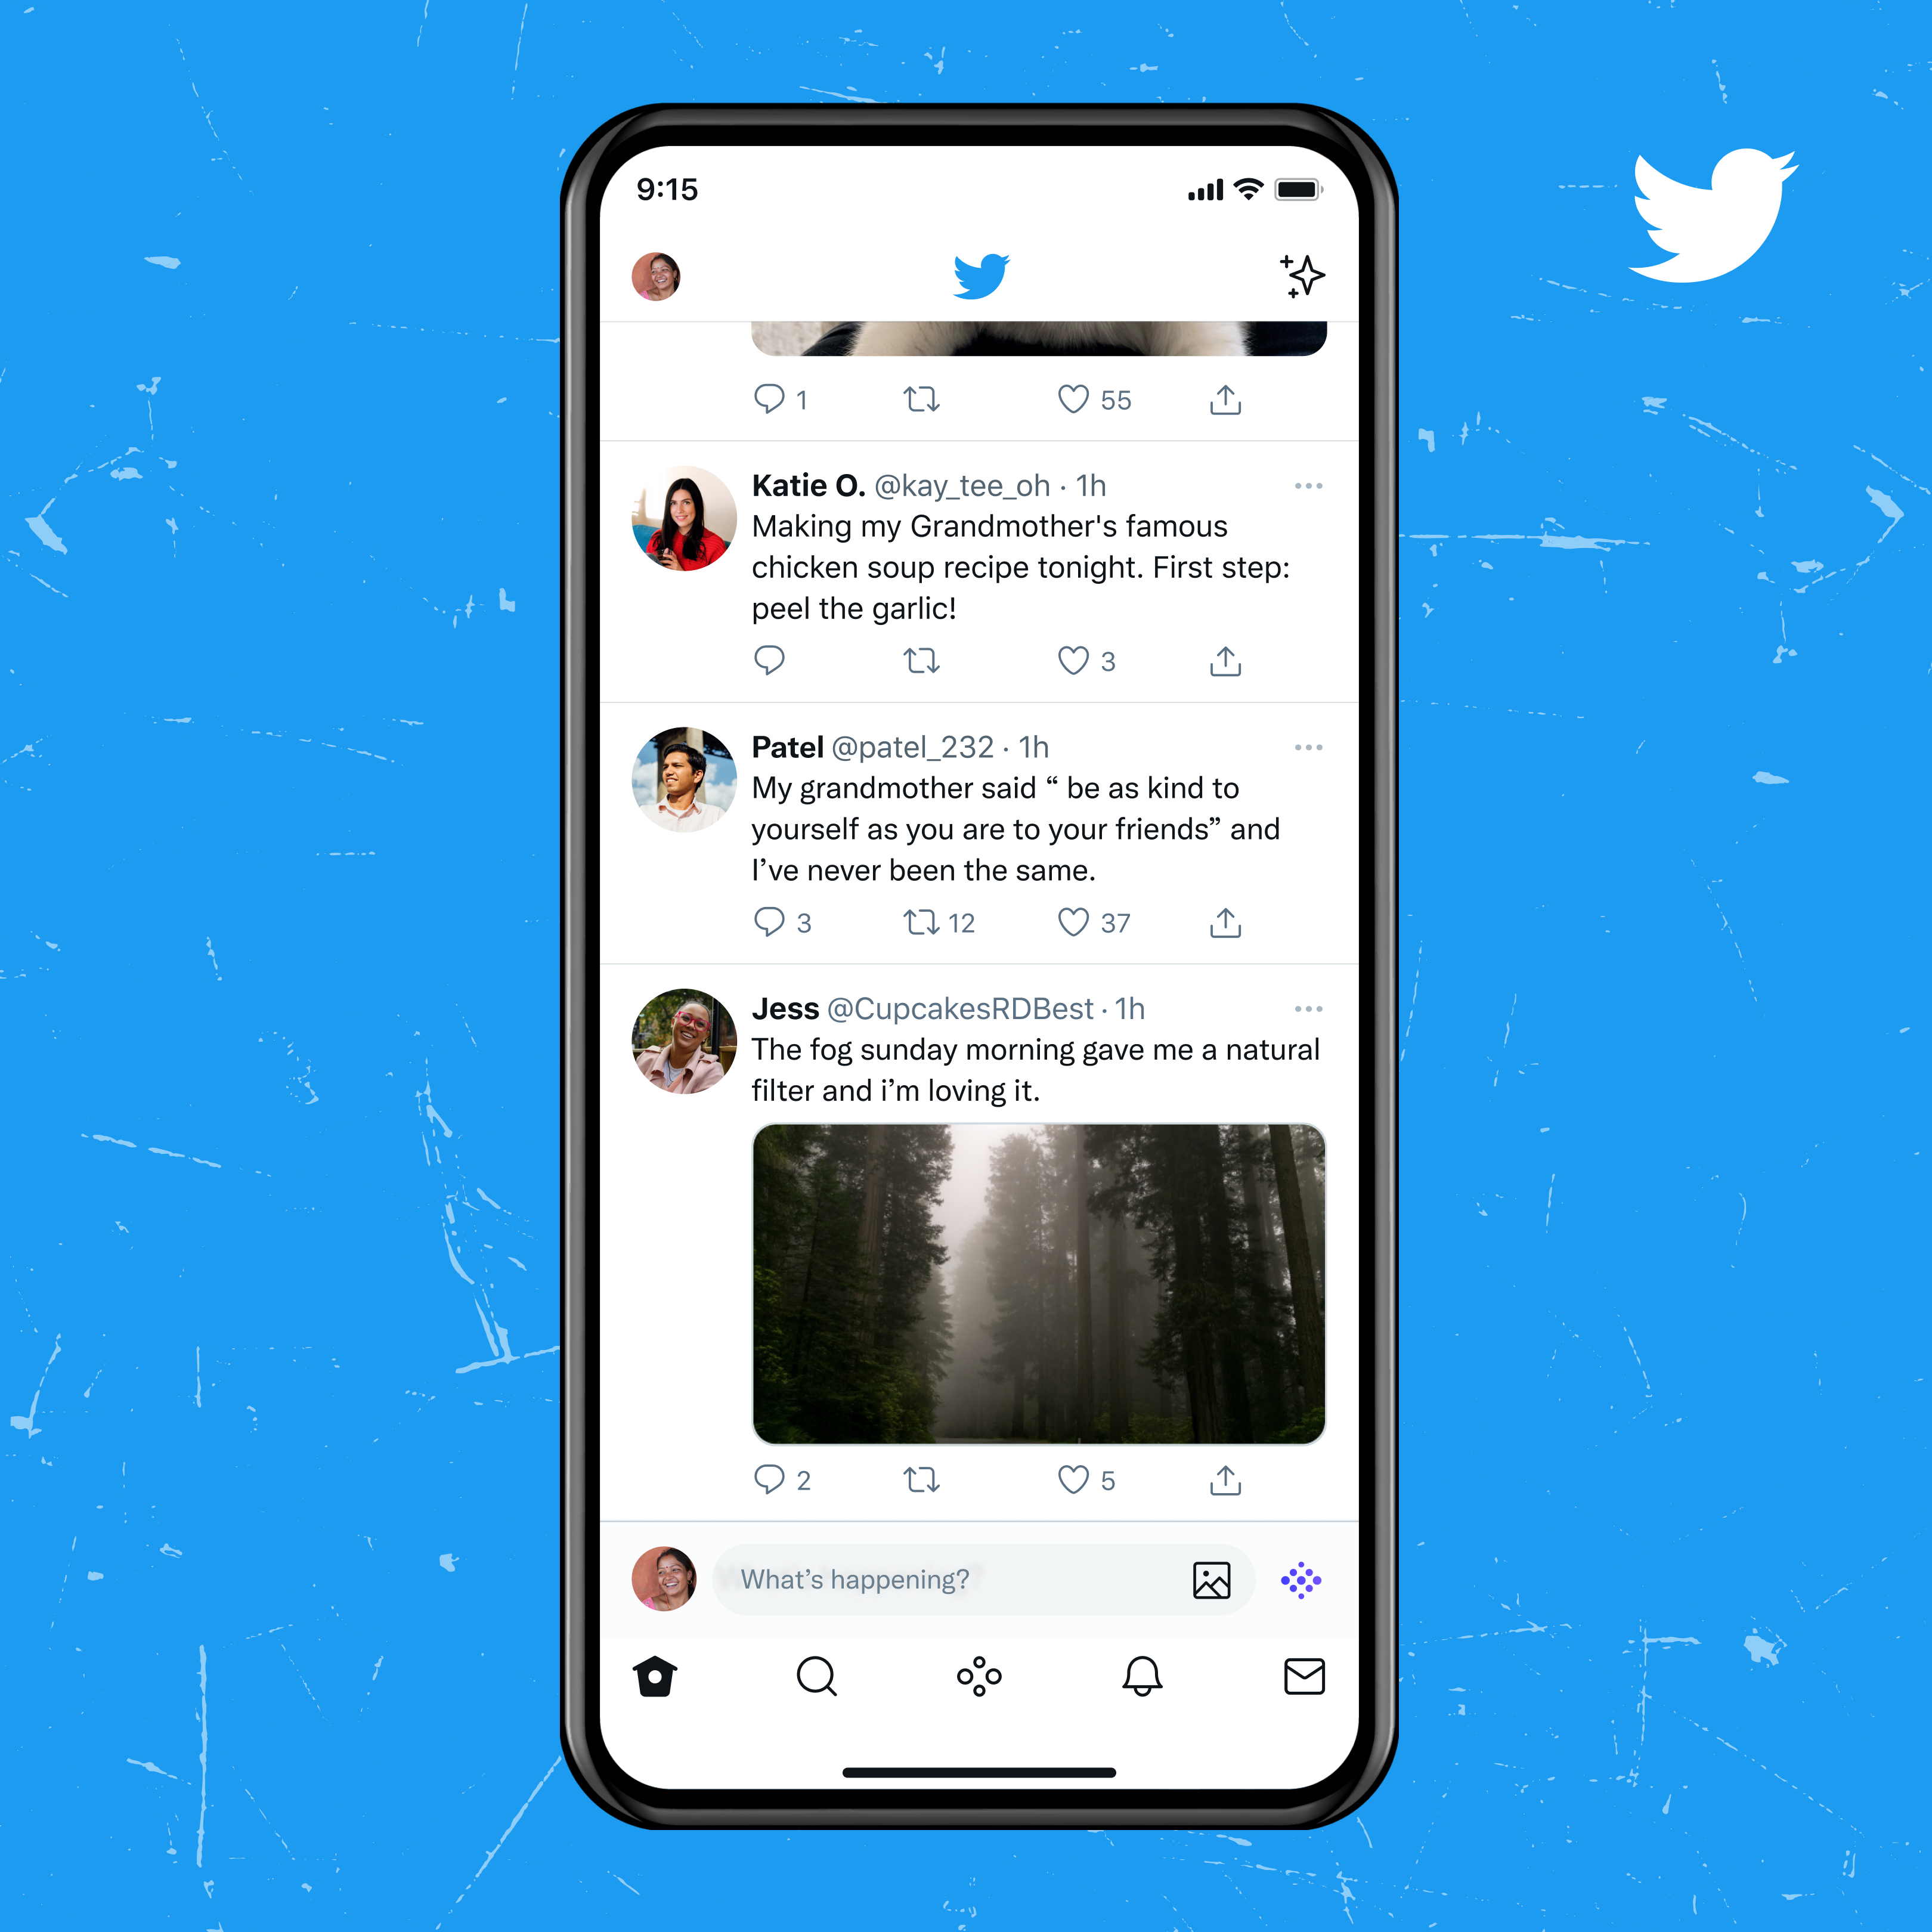 9:15
1 55
Katie O. @kay_tee_oh · 1h
Making my Grandmother's famous
chicken soup recipe tonight. First step:
peel the garlic!
3
Patel @patel_232 · 1h
My grandmother said “ be as kind to
yourself as you are to your friends” and
I’ve never been the same.
3 12 37
Jess @CupcakesRDBest · 1h
The fog sunday morning gave me a natural
filter and i’m loving it.
2 5
What’s happening?